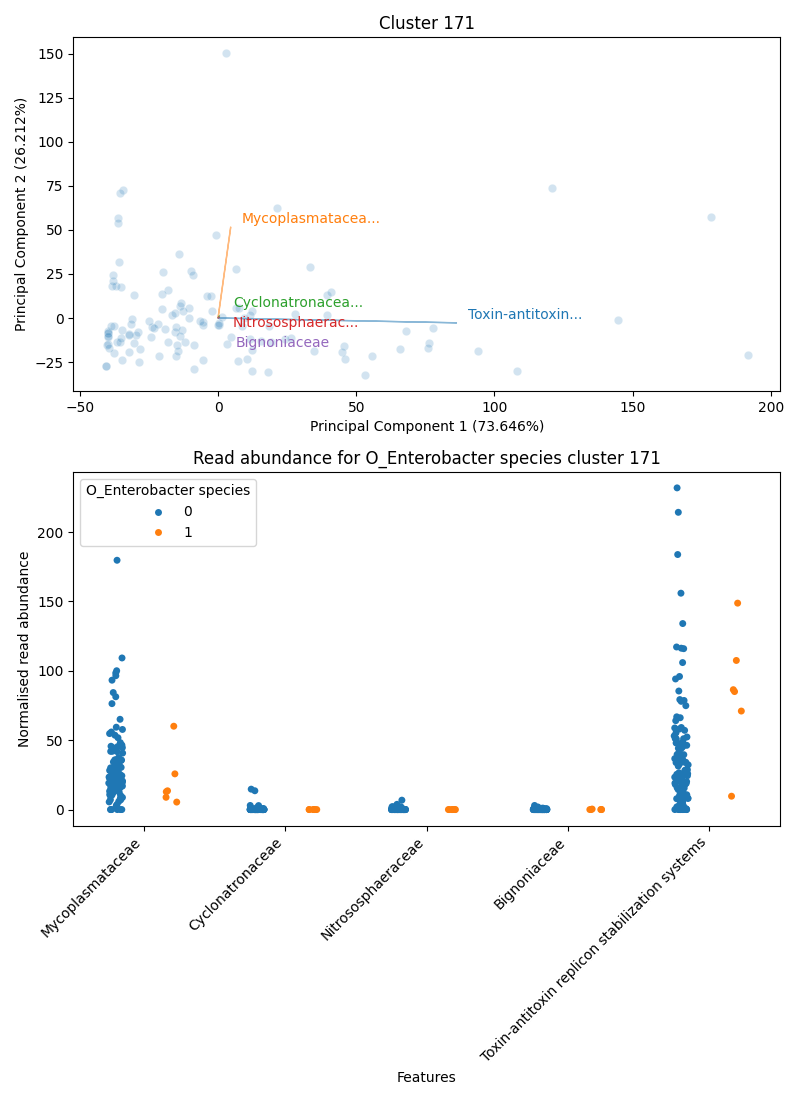 Cluster 171
Principal Component 2 (26.212%)
150
125
100
75
50
25
0
−25
Mycoplasmatacea...
Cyclonatronacea...
Nitrososphaerac...
Bignoniaceae
Toxin-antitoxin...
−50
0
50
100
150
200
Principal Component 1 (73.646%)
Read abundance for O_Enterobacter species cluster 171
Normalised read abundance
O_Enterobacter species
0
1
200
150
100
50
0
Mycoplasmataceae
Cyclonatronaceae
Nitrososphaeraceae
Bignoniaceae
Toxin-antitoxin replicon stabilization systems
Features